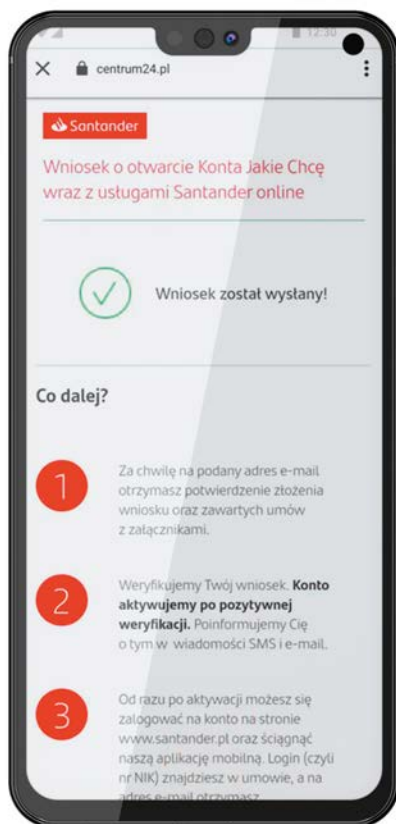 12:30
centrum24.pl
Santander
Wniosek o otwarcie Konta Jakie Chcę
wraz z usługami Santander online
Wniosek został wysłany!
Co dalej?
1
Za chwilę na podany adres e-mail
otrzymasz potwierdzenie złożenia
wniosku oraz zawartych umów
z załącznikami.
2
Weryfikujemy Twój wniosek. Konto
aktywujemy po pozytywnej
weryfikacji. Poinformujemy Cię
o tym w wiadomości SMS i e-mail.
3
Od razu po aktywacji możesz się
zalogować na konto na stronie
www.santander.pl oraz ściągnąć
naszą aplikację mobilną. Login (czyli
nr NIK) znajdziesz w umowie, a na
adres e-mail otrzymasz